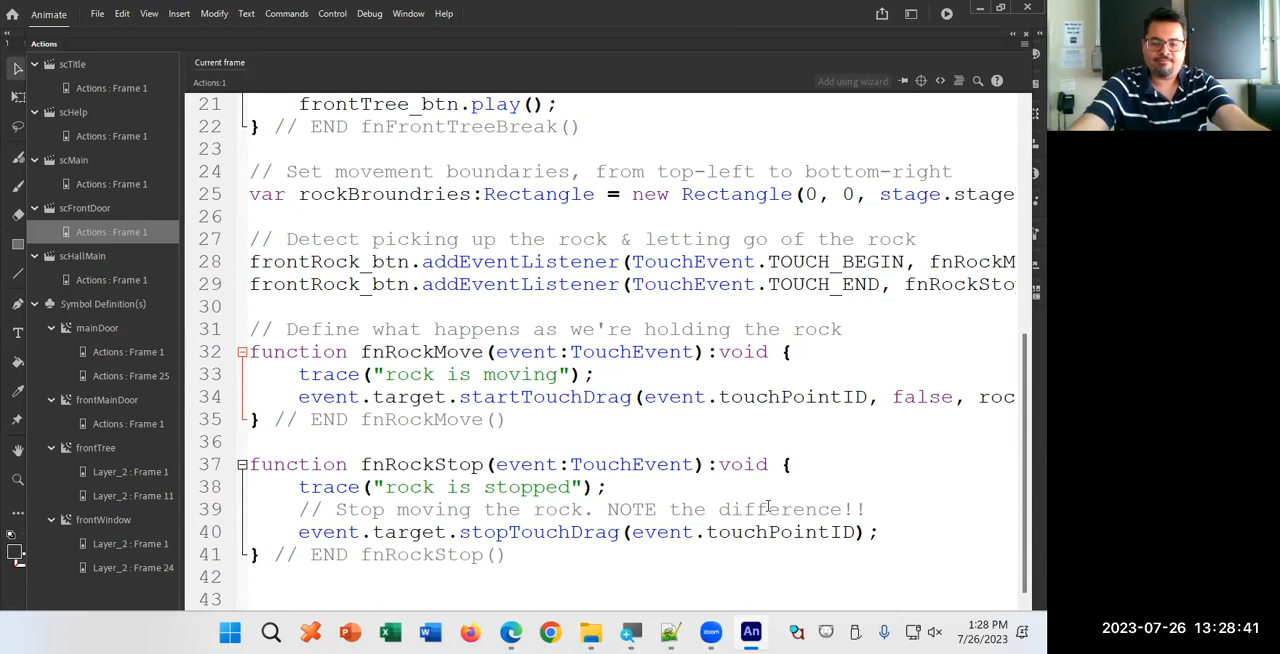 Animate File Edit View Insert Modify Text Commands Control Debug Window Help
Actions
scTitle
Actions: Frame 1
scHelp
Actions: Frame 1
scMain
Actions: Frame 1
scFrontDoor
Actions: Frame 1
scHallMain
Actions: Frame 1
Symbol Definition(s)
mainDoor
Actions : Frame 1
Actions: Frame 25
frontMainDoor
Actions : Frame 1
frontTree
Layer_2 : Frame 1
Layer_2 : Frame 11
frontWindow
Layer_2 : Frame 1
Layer_2 : Frame 24
Current frame
Actions:1
Add using wizard
21 frontTree_btn.play();
22 } // END fnFrontTreeBreak()
23
24 // Set movement boundaries, from top-left to bottom-right
25 var rockBroundries:Rectangle = new Rectangle(0, 0, stage.stage
26
27 // Detect picking up the rock & letting go of the rock
28 frontRock_btn.addEventListener(TouchEvent.TOUCH_BEGIN, fnRockM
29 frontRock_btn.addEventListener(TouchEvent.TOUCH_END, fnRockSto
30
31 // Define what happens as we're holding the rock
32 function fnRockMove(event:TouchEvent):void {
33 trace("rock is moving");
34 event.target.startTouchDrag(event.touchPointID, false, roc
35 } // END fnRockMove()
36
37 function fnRockStop(event:TouchEvent):void {
38 trace("rock is stopped");
39 // Stop moving the rock. NOTE the difference!!
40 event.target.stopTouchDrag(event.touchPointID);
41 } // END fnRockStop()
42
43
1:28 PM
7/26/2023
2023-07-26 13:28:41